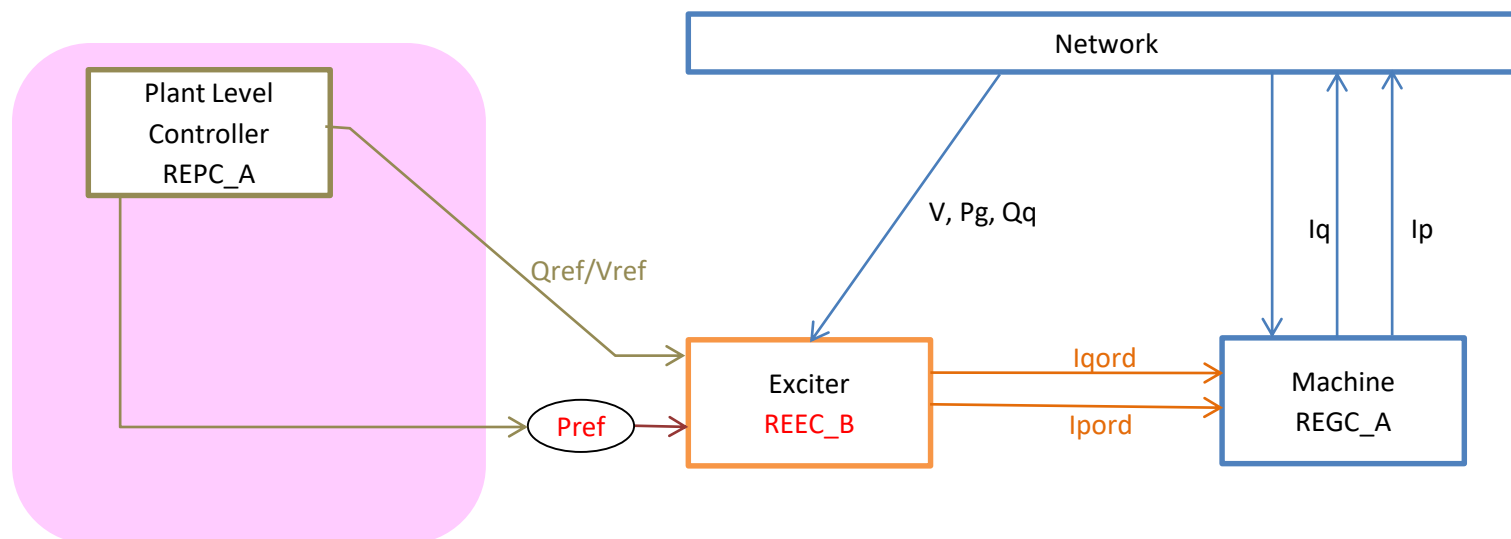 Network
Plant Level
Controller
REPC_A
V, Pg, Qq
Iq
Ip
Qref/Vref
Exciter
REEC_B
Iqord
Ipord
Machine
REGC_A
Pref